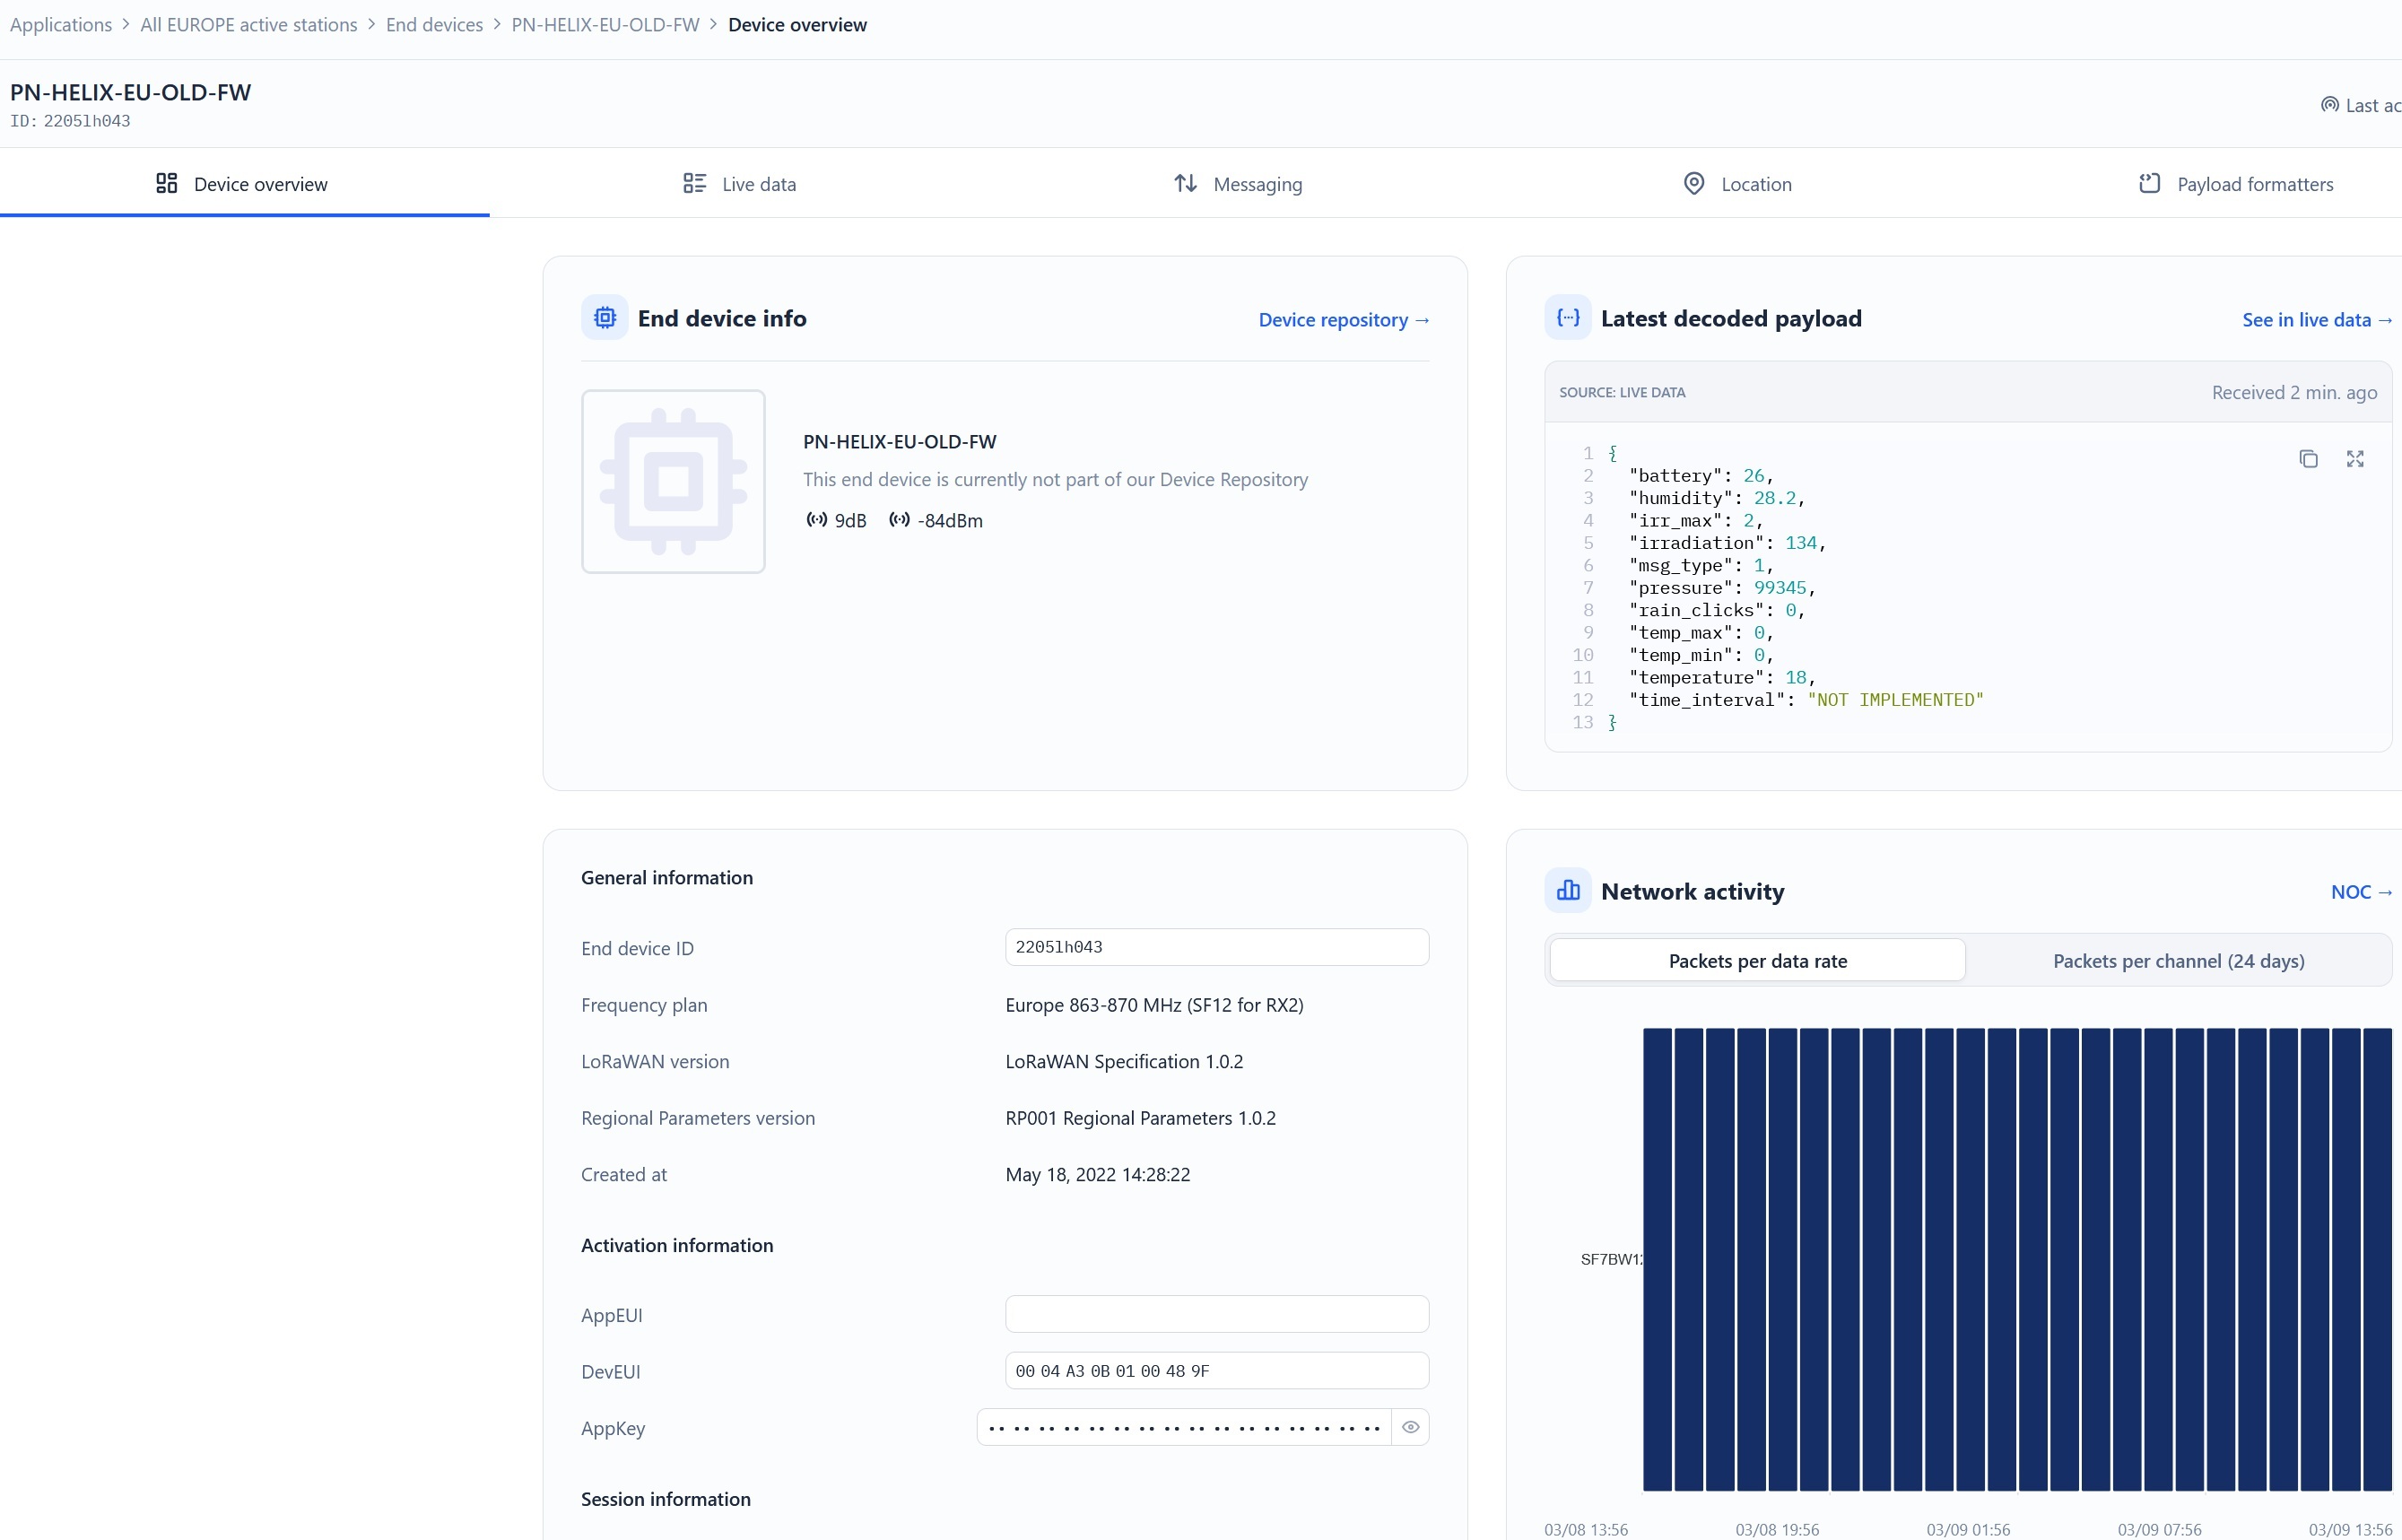 Applications > All EUROPE active stations > End devices > PN-HELIX-EU-OLD-FW > Device overview
PN-HELIX-EU-OLD-FW
ID: 22051h043
Last ac
Device overview
Live data
Messaging
Location
Payload formatters
End device info
Device repository →
PN-HELIX-EU-OLD-FW
This end device is currently not part of our Device Repository
9dB -84dBm
Latest decoded payload
See in live data →
SOURCE: LIVE DATA
Received 2 min. ago
1 {
2 "battery": 26,
3 "humidity": 28.2,
4 "irr_max": 2,
5 "irradiation": 134,
6 "msg_type": 1,
7 "pressure": 99345,
8 "rain_clicks": 0,
9 "temp_max": 0,
10 "temp_min": 0,
11 "temperature": 18,
12 "time_interval": "NOT IMPLEMENTED"
13 }
General information
End device ID
22051h043
Frequency plan
Europe 863-870 MHz (SF12 for RX2)
LoRaWAN version
LoRaWAN Specification 1.0.2
Regional Parameters version
RP001 Regional Parameters 1.0.2
Created at
May 18, 2022 14:28:22
Activation information
AppEUI
DevEUI
00 04 A3 0B 01 00 48 9F
AppKey
•• •• •• •• •• •• •• •• •• •• •• •• •• •• •• ••
Session information
Network activity
NOC →
Packets per data rate
Packets per channel (24 days)
SF7BW1
03/08 13:56
03/08 19:56
03/09 01:56
03/09 07:56
03/09 13:56